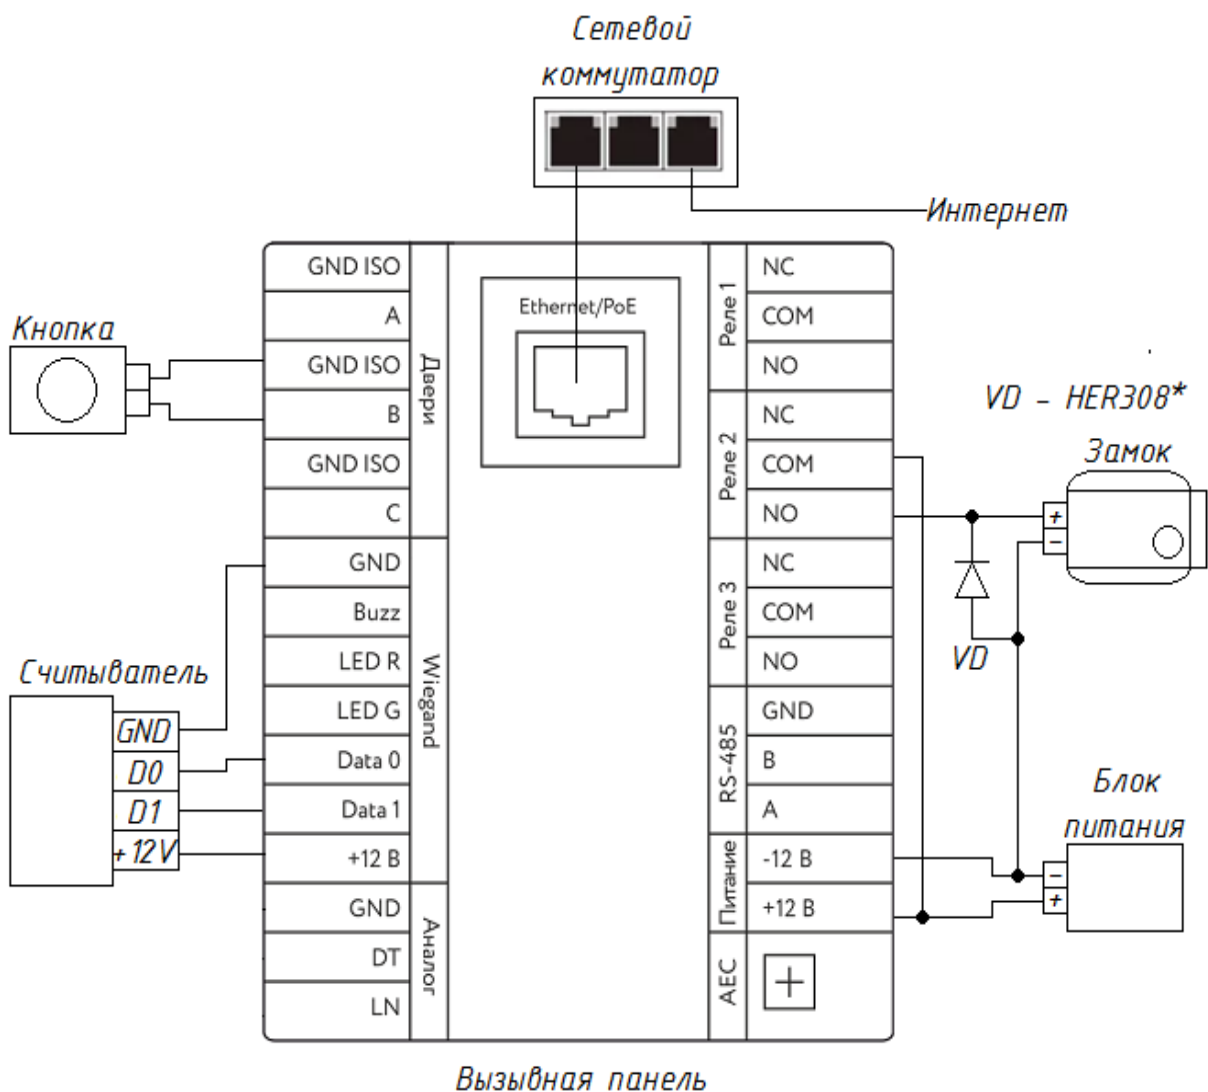 Сетевой
коммутатор
Интернет
GND ISO
A
GND ISO
B
GND ISO
C
Двери
GND
Buzz
LED R
LED G
Data 0
Data 1
+12 В
Wiegand
GND
DT
LN
Аналог
Ethernet/PoE
Реле 1
NC
COM
NO
Реле 2
NC
COM
NO
Реле 3
NC
COM
NO
RS-485
GND
B
A
Питание
-12 В
+12 В
AEC
+
Кнопка
Считыватель
GND
D0
D1
+12V
VD - HER308*
Замок
+
-
VD
Блок
питания
-
+
Вызывная панель